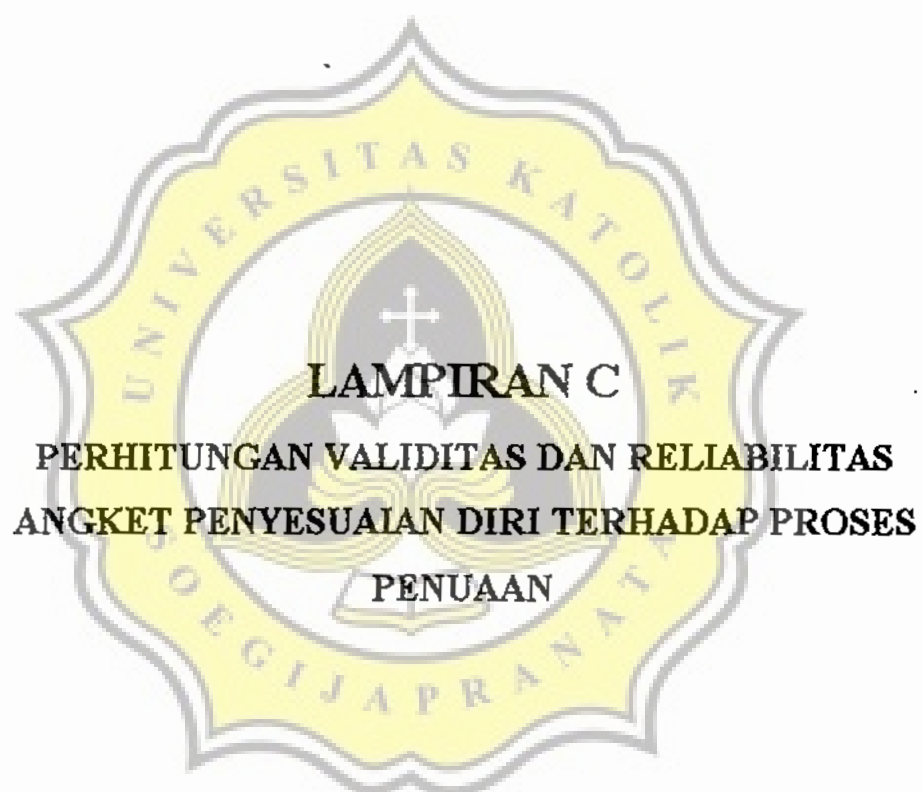 UNIVERSITAS KATOLIK
LAMPIRAN C
PERHITUNGAN VALIDITAS DAN RELIABILITAS
ANGKET PENYESUAIAN DIRI TERHADAP PROSES
PENUAAN
SOEGIJAPRANATA